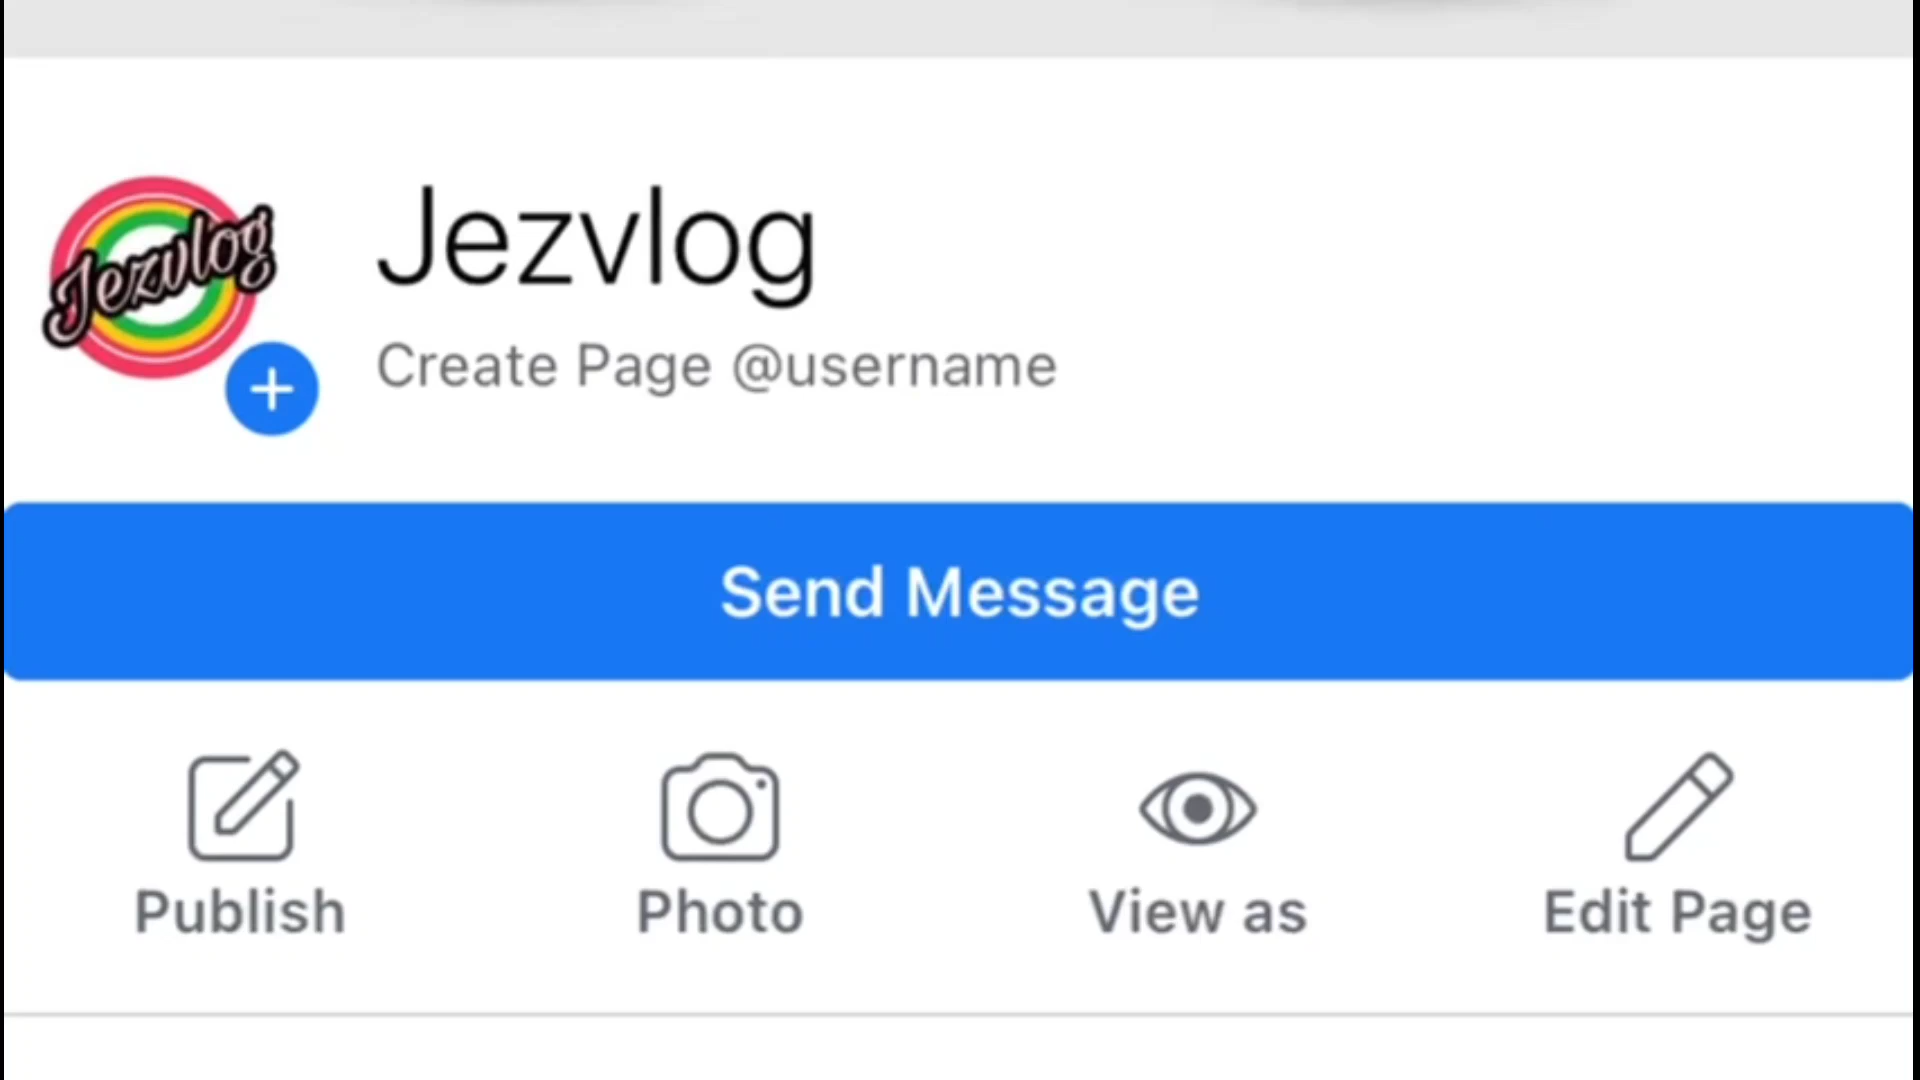 Jezvlog
Jezvlog
Create Page @username
Send Message
Publish
Photo
View as
Edit Page